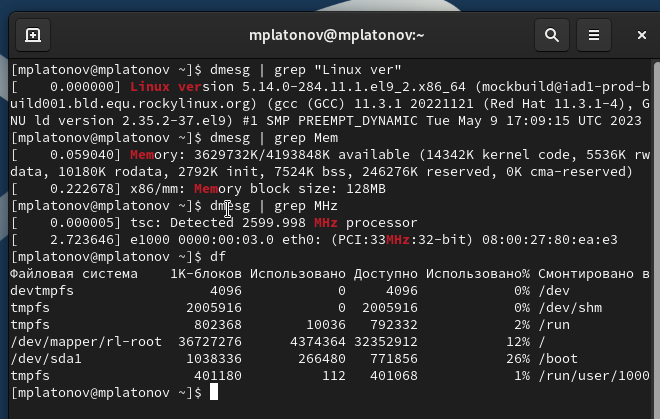 mplatonov@mplatonov:~
[mplatonov@mplatonov ~]$ dmesg | grep "Linux ver"
[    0.000000] Linux version 5.14.0-284.11.1.el9_2.x86_64 (mockbuild@iad1-prod-b
uild001.bld.equ.rockylinux.org) (gcc (GCC) 11.3.1 20221121 (Red Hat 11.3.1-4), G
NU ld version 2.35.2-37.el9) #1 SMP PREEMPT_DYNAMIC Tue May 9 17:09:15 UTC 2023
[mplatonov@mplatonov ~]$ dmesg | grep Mem
[    0.059040] Memory: 3629732K/4193848K available (14342K kernel code, 5536K rw
data, 10180K rodata, 2792K init, 7524K bss, 246276K reserved, 0K cma-reserved)
[    0.222678] x86/mm: Memory block size: 128MB
[mplatonov@mplatonov ~]$ dmesg | grep MHz
[    0.000005] tsc: Detected 2599.998 MHz processor
[    2.723646] e1000 0000:00:03.0 eth0: (PCI:33MHz:32-bit) 08:00:27:80:ea:e3
[mplatonov@mplatonov ~]$ df
Файловая система    1K-блоков Использовано Доступно Использовано% Cмонтировано в
devtmpfs                 4096            0     4096            0% /dev
tmpfs                 2005916            0  2005916            0% /dev/shm
tmpfs                  802368        10036   792332            2% /run
/dev/mapper/rl-root  36727276      4374364 32352912           12% /
/dev/sda1             1038336       266480   771856           26% /boot
tmpfs                  401180          112   401068            1% /run/user/1000
[mplatonov@mplatonov ~]$